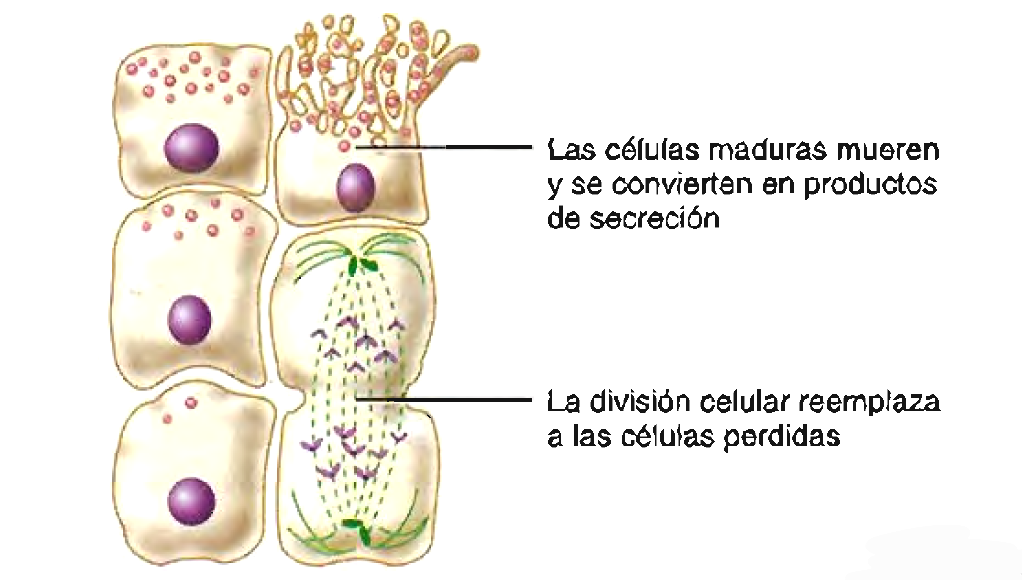 Las células maduras mueren
y se convierten en productos
de secreción
La división celular reemplaza
a las células perdidas